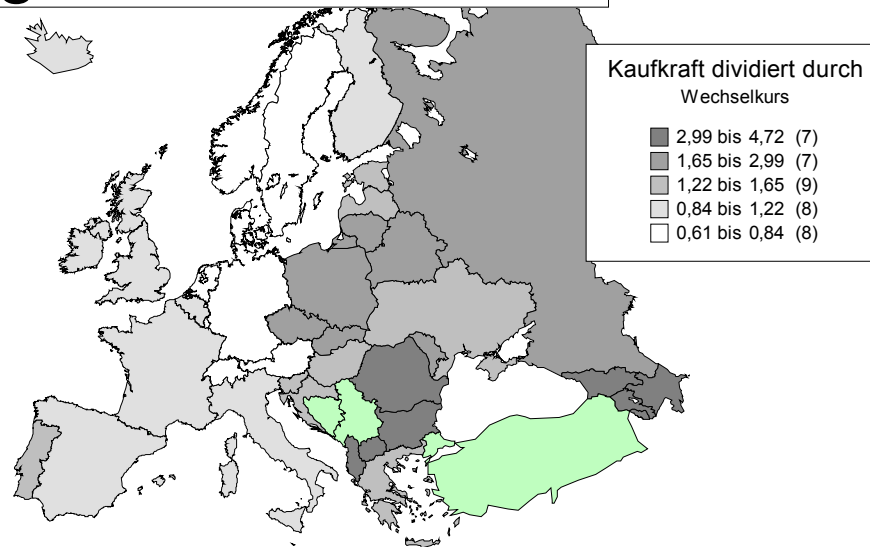 Kaufkraft dividiert durch
Wechselkurs
2,99 bis 4,72 (7)
1,65 bis 2,99 (7)
1,22 bis 1,65 (9)
0,84 bis 1,22 (8)
0,61 bis 0,84 (8)